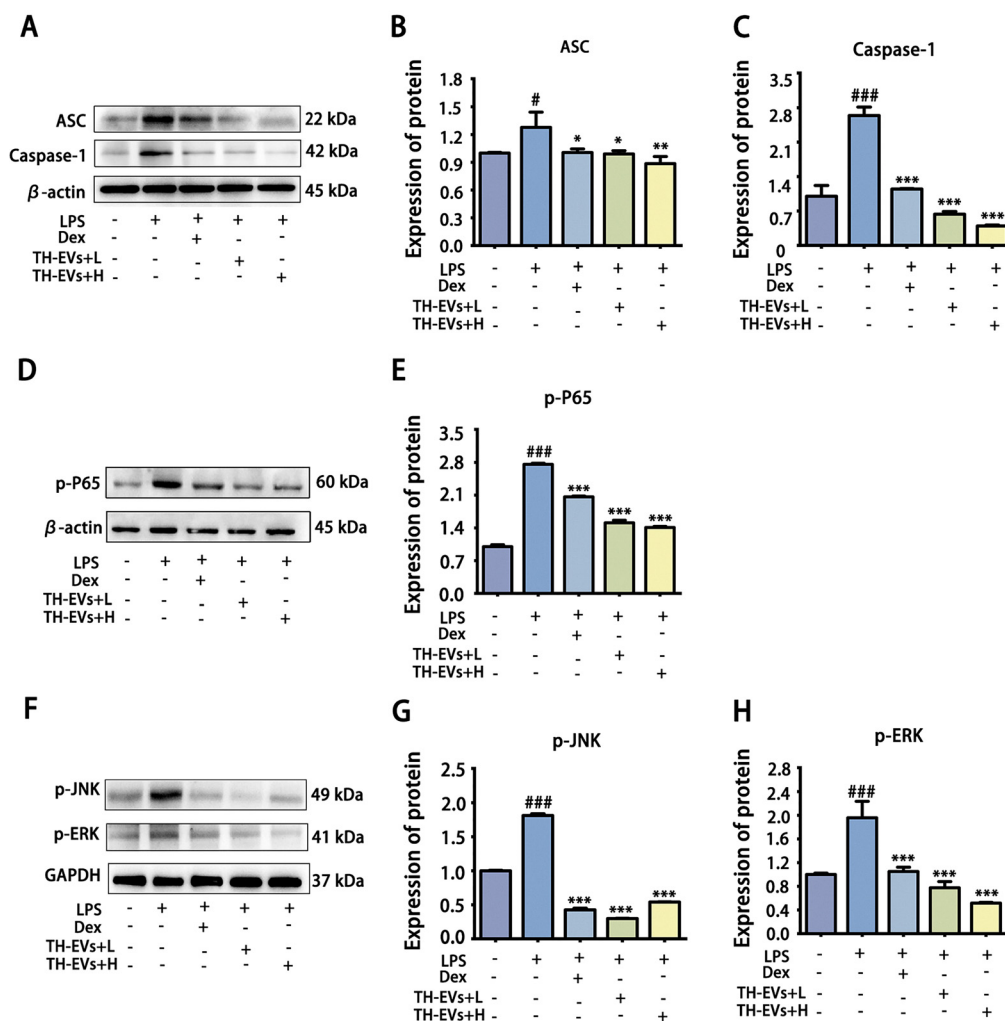 A
ASC 22 kDa
Caspase-1 42 kDa
β-actin 45 kDa
LPS - + + + +
Dex - - + - -
TH-EVs+L - - - + -
TH-EVs+H - - - - +
B
ASC
Expression of protein
1.8
1.5
1.2
0.9
0.6
0.3
0.0
# * * **
LPS - + + + +
Dex - - + - -
TH-EVs+L - - - + -
TH-EVs+H - - - - +
C
Caspase-1
Expression of protein
3.5
2.8
2.1
1.4
0.7
0
### *** *** ***
LPS - + + + +
Dex - - + - -
TH-EVs+L - - - + -
TH-EVs+H - - - - +
D
p-P65 60 kDa
β-actin 45 kDa
LPS - + + + +
Dex - - + - -
TH-EVs+L - - - + -
TH-EVs+H - - - - +
E
p-P65
Expression of protein
3.5
2.8
2.1
1.4
0.7
0.0
### *** *** ***
LPS - + + + +
Dex - - + - -
TH-EVs+L - - - + -
TH-EVs+H - - - - +
F
p-JNK 49 kDa
p-ERK 41 kDa
GAPDH 37 kDa
LPS - + + + +
Dex - - + - -
TH-EVs+L - - - + -
TH-EVs+H - - - - +
G
p-JNK
Expression of protein
2.5
2.0
1.5
1.0
0.5
0.0
### *** *** ***
LPS - + + + +
Dex - - + - -
TH-EVs+L - - - + -
TH-EVs+H - - - - +
H
p-ERK
Expression of protein
2.8
2.4
2.0
1.6
1.2
0.8
0.4
0.0
### *** *** ***
LPS - + + + +
Dex - - + - -
TH-EVs+L - - - + -
TH-EVs+H - - - - +